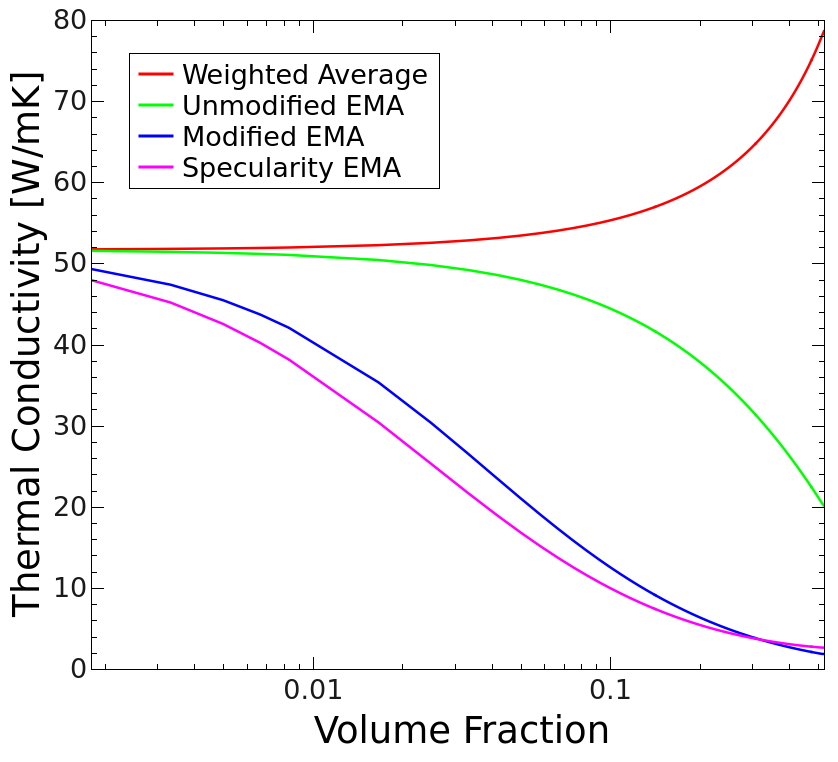 80
70
60
50
40
30
20
10
0
Thermal Conductivity [W/mK]
Weighted Average
Unmodified EMA
Modified EMA
Specularity EMA
0.01 0.1
Volume Fraction